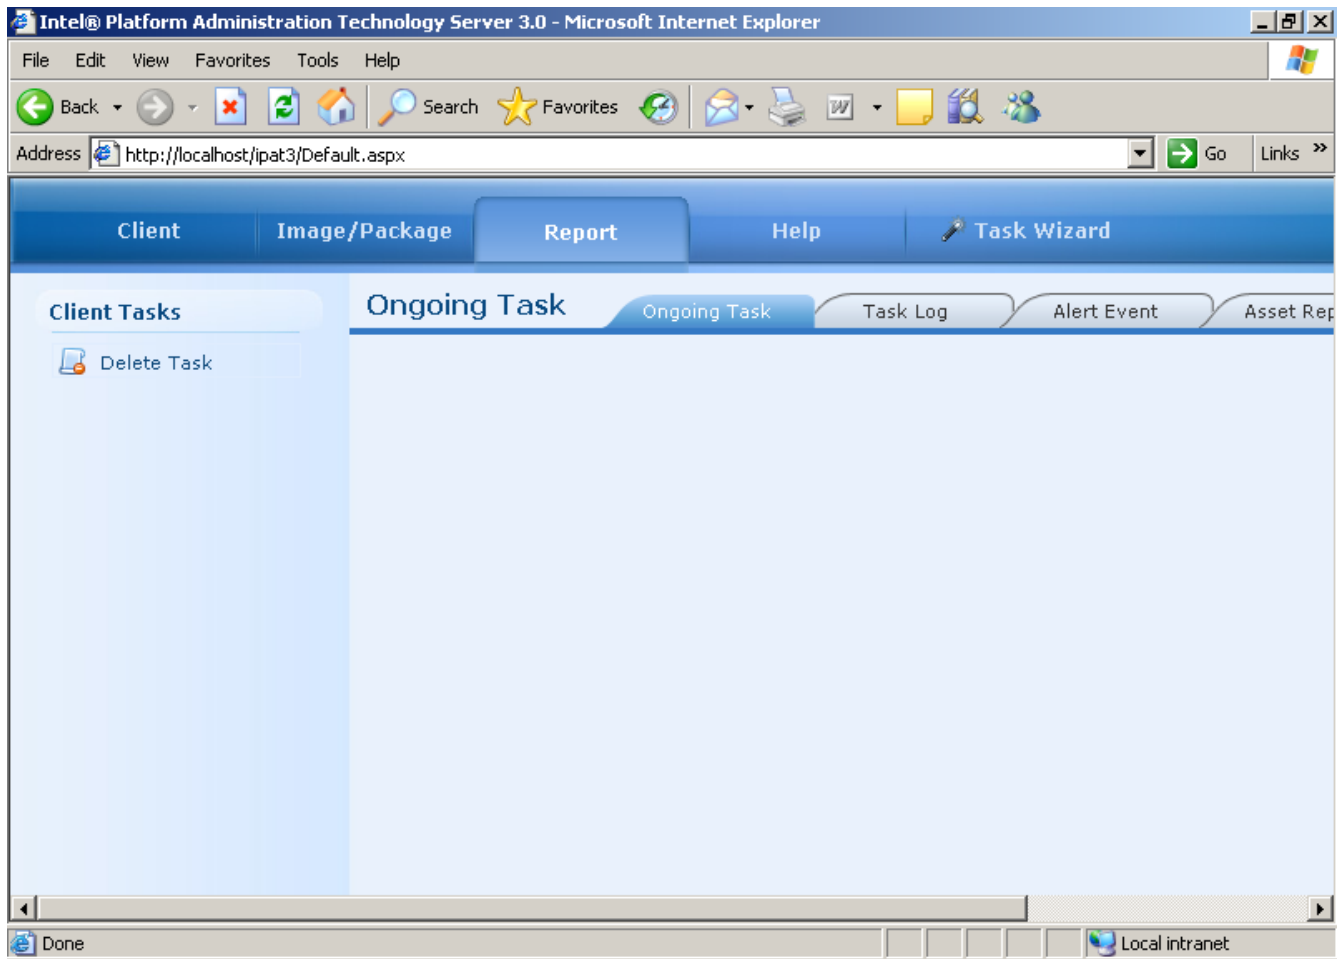 Intel® Platform Administration Technology Server 3.0 - Microsoft Internet Explorer
File Edit View Favorites Tools Help
Back Search Favorites
Address http://localhost/ipat3/Default.aspx Go Links »
Client Image/Package Report Help Task Wizard
Client Tasks
Delete Task
Ongoing Task Ongoing Task Task Log Alert Event Asset Rep
Done Local intranet